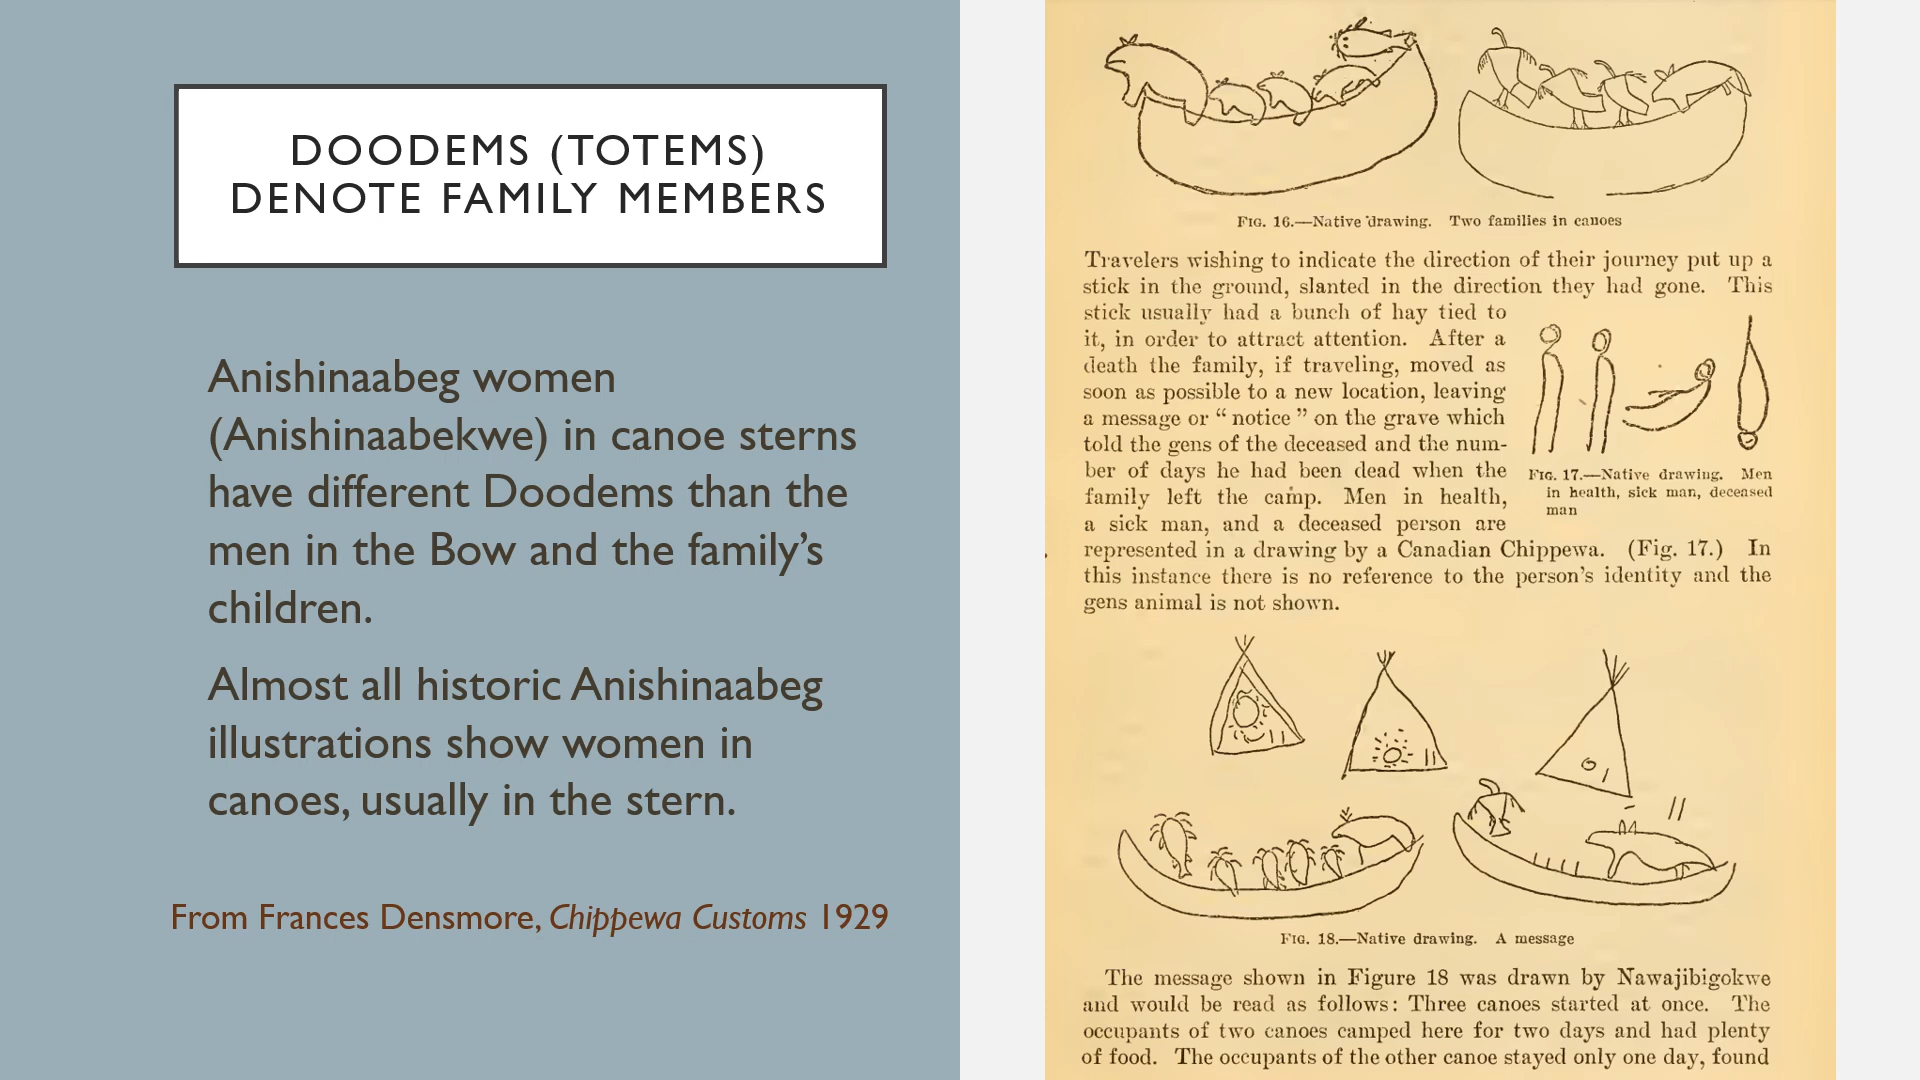 DOODEMS (TOTEMS)
DENOTE FAMILY MEMBERS
Anishinaabeg women
(Anishinaabekwe) in canoe sterns
have different Doodems than the
men in the Bow and the family’s
children.
Almost all historic Anishinaabeg
illustrations show women in
canoes, usually in the stern.
From Frances Densmore, Chippewa Customs 1929
FIG. 16.—Native drawing. Two families in canoes
Travelers wishing to indicate the direction of their journey put up a
stick in the ground, slanted in the direction they had gone. This
stick usually had a bunch of hay tied to
it, in order to attract attention. After a
death the family, if traveling, moved as
soon as possible to a new location, leaving
a message or “ notice ” on the grave which
told the gens of the deceased and the num-
ber of days he had been dead when the
family left the camp. Men in health,
a sick man, and a deceased person are
represented in a drawing by a Canadian Chippewa. (Fig. 17.) In
this instance there is no reference to the person’s identity and the
gens animal is not shown.
FIG. 17.—Native drawing. Men
in health, sick man, deceased
man
FIG. 18.—Native drawing. A message
The message shown in Figure 18 was drawn by Nawajibigokwe
and would be read as follows: Three canoes started at once. The
occupants of two canoes camped here for two days and had plenty
of food. The occupants of the other canoe stayed only one day, found